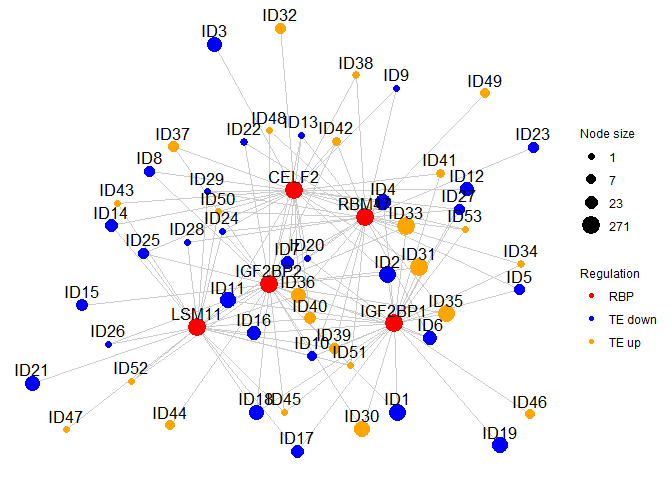 ID32
ID3
ID38
ID9
ID49
ID48
ID13
ID22
ID42
ID23
ID37
ID8
ID41
ID29
CELF2
ID4
ID12
ID43
ID50
ID27
ID14
ID24
ID33
ID53
ID28
ID25
ID7
ID20
ID34
ID31
ID2
IGF2BP2
ID36
ID5
ID15
ID11
LSM11
ID40
IGF2BP1
ID35
ID16
ID6
ID26
ID39
ID10
ID51
ID21
ID52
ID18
ID45
ID1
ID46
ID47
ID44
ID30
ID17
ID19
Node size
1
7
23
271
Regulation
RBP
TE down
TE up